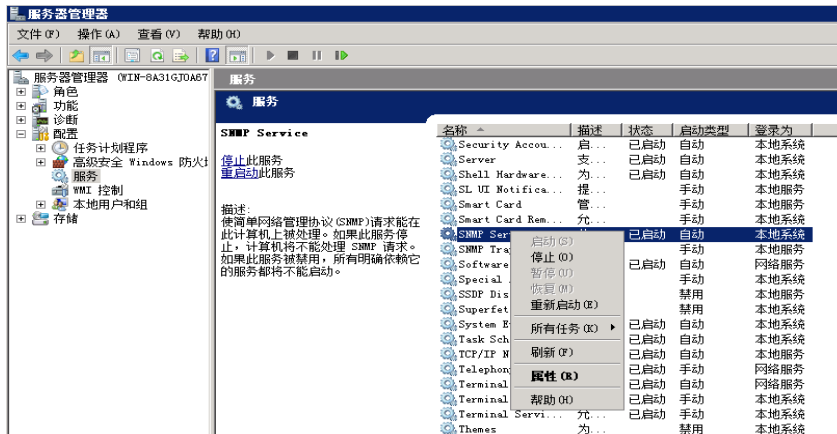 服务器管理器
文件(F) 操作(A) 查看(V) 帮助(H)
服务器管理器 (WIN-8A31GJOA67
角色
功能
诊断
配置
任务计划程序
高级安全 Windows 防火
服务
WMI 控制
本地用户和组
存储
服务
服务
SNMP Service
停止此服务
重启动此服务
描述:
使简单网络管理协议(SNMP)请求能在
此计算机上被处理。如果此服务停
止，计算机将不能处理 SNMP 请求。
如果此服务被禁用，所有明确依赖它
的服务都将不能启动。
名称 描述 状态 启动类型 登录为
Security Accou... 启... 已启动 自动 本地系统
Server 支... 已启动 自动 本地系统
Shell Hardware... 为... 已启动 自动 本地系统
SL UI Notifica... 提... 手动 本地服务
Smart Card 管... 手动 本地服务
Smart Card Rem... 允... 手动 本地系统
SNMP Ser 已启动 自动 本地系统
SNMP Tra 手动 本地服务
Software 已启动 自动 网络服务
Special 手动 本地系统
SSDP Dis 禁用 本地服务
Superfet 禁用 本地系统
System E 已启动 自动 本地系统
Task Sch 已启动 自动 本地系统
TCP/IP N 已启动 自动 本地服务
Telephon 已启动 手动 网络服务
Terminal 已启动 自动 网络服务
Terminal 已启动 手动 本地系统
Terminal Servi... 允... 已启动 手动 本地系统
Themes 为... 禁用 本地系统
启动(S)
停止(O)
暂停(U)
恢复(M)
重新启动(E)
所有任务(K)
刷新(F)
属性(R)
帮助(H)